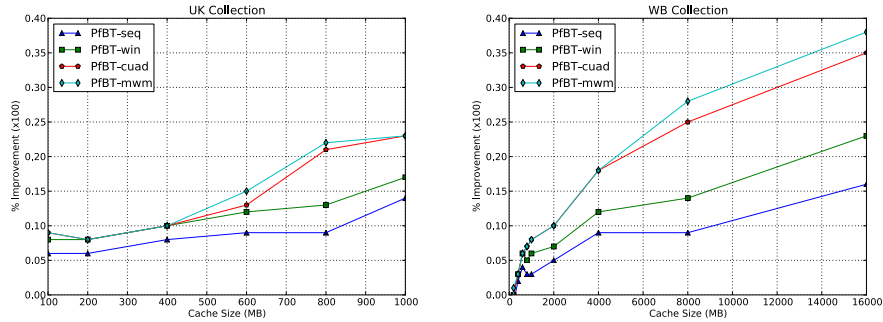 UK Collection
% Improvement (x100)
0.40
0.35
0.30
0.25
0.20
0.15
0.10
0.05
0.00
PfBT-seq
PfBT-win
PfBT-cuad
PfBT-mwm
100 200 300 400 500 600 700 800 900 1000
Cache Size (MB)
WB Collection
% Improvement (x100)
0.40
0.35
0.30
0.25
0.20
0.15
0.10
0.05
0.00
PfBT-seq
PfBT-win
PfBT-cuad
PfBT-mwm
0 2000 4000 6000 8000 10000 12000 14000 16000
Cache Size (MB)